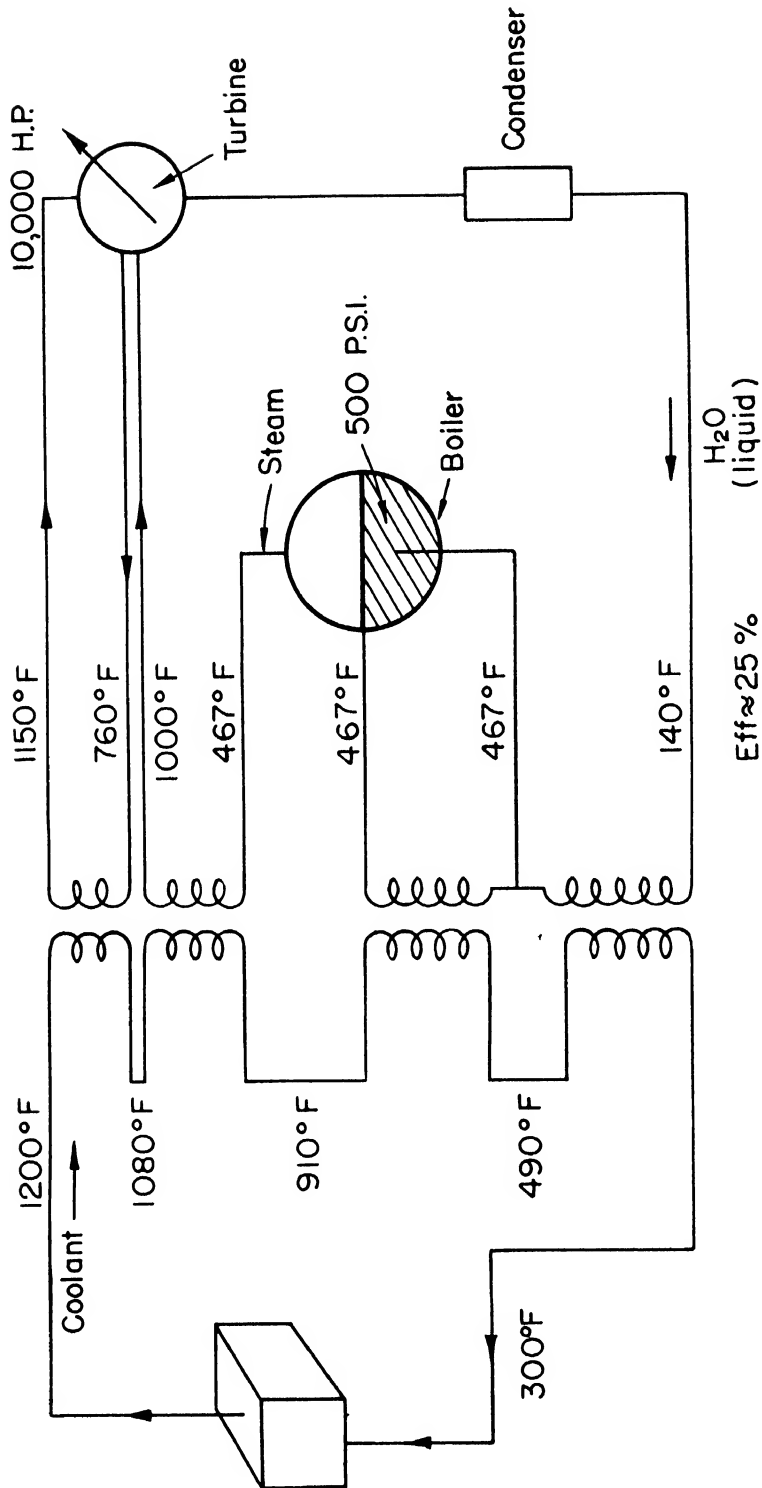 10,000 H.P.
Turbine
Condenser
1150°F
760°F
1000°F
467°F
Steam
500 P.S.I.
Boiler
467°F
467°F
140°F
H₂O
(liquid)
Eff≈25 %
1200°F
Coolant
1080°F
910°F
490°F
300°F